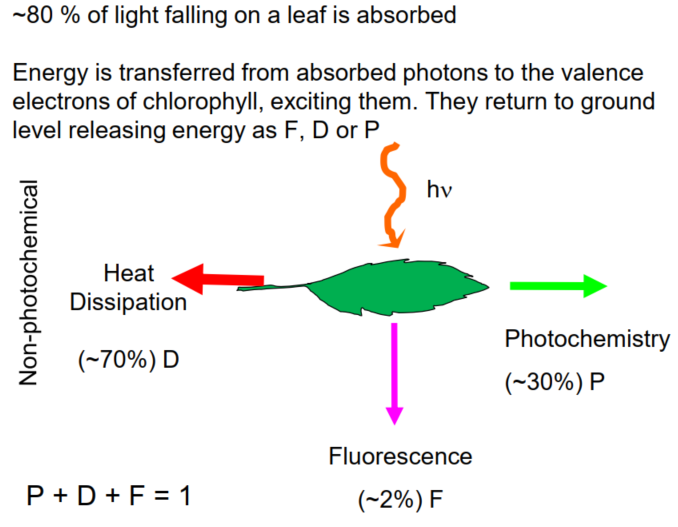 ~80 % of light falling on a leaf is absorbed
Energy is transferred from absorbed photons to the valence
electrons of chlorophyll, exciting them. They return to ground
level releasing energy as F, D or P
hν
Non-photochemical
Heat
Dissipation
(~70%) D
Photochemistry
(~30%) P
Fluorescence
(~2%) F
P + D + F = 1